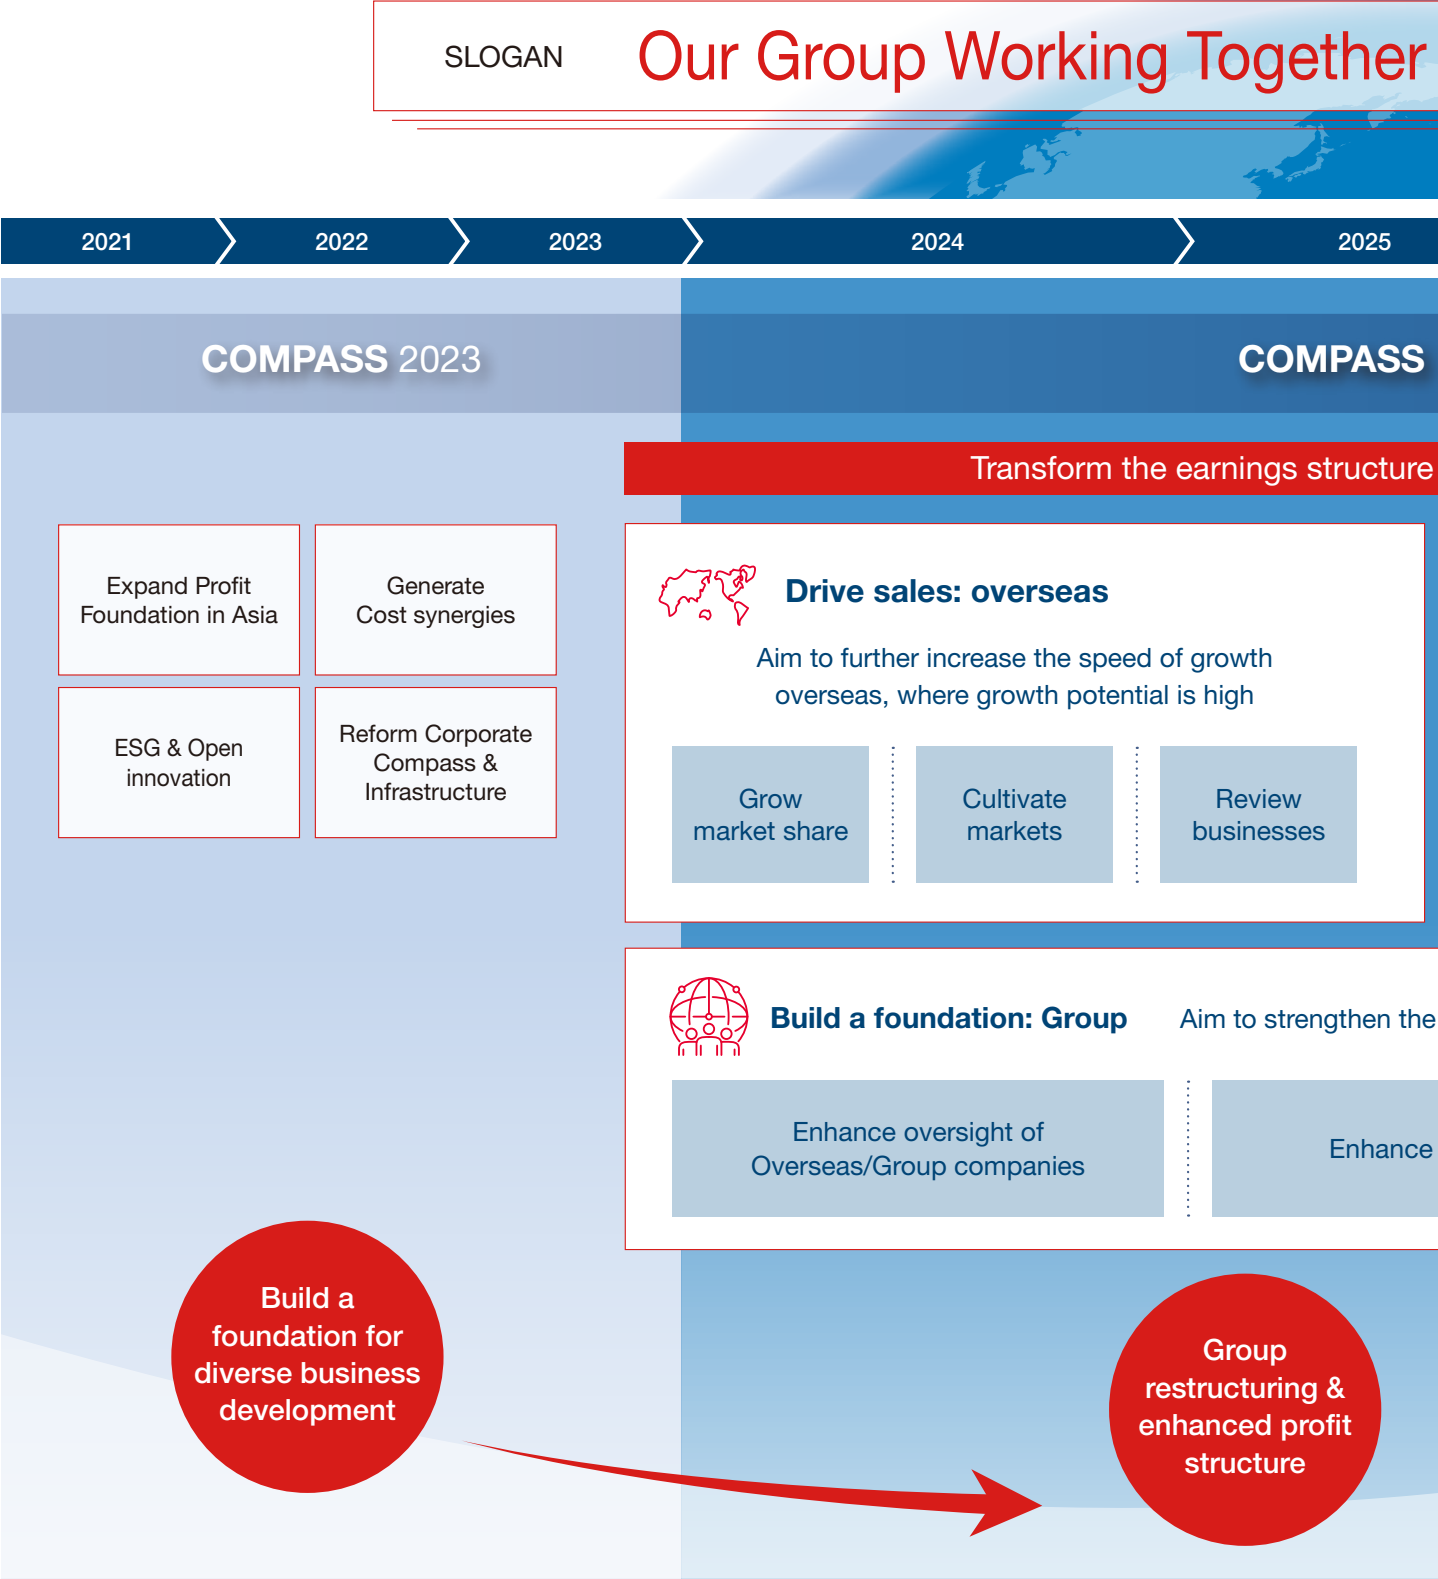 SLOGAN
Our Group Working Together
2021
2022
2023
2024
2025
COMPASS 2023
COMPASS
Transform the earnings structure
Expand Profit
Foundation in Asia
Generate
Cost synergies
ESG & Open
innovation
Reform Corporate
Compass &
Infrastructure
Drive sales: overseas
Aim to further increase the speed of growth
overseas, where growth potential is high
Grow
market share
Cultivate
markets
Review
businesses
Build a foundation: Group
Aim to strengthen the
Enhance oversight of
Overseas/Group companies
Enhance
Build a
foundation for
diverse business
development
Group
restructuring &
enhanced profit
structure